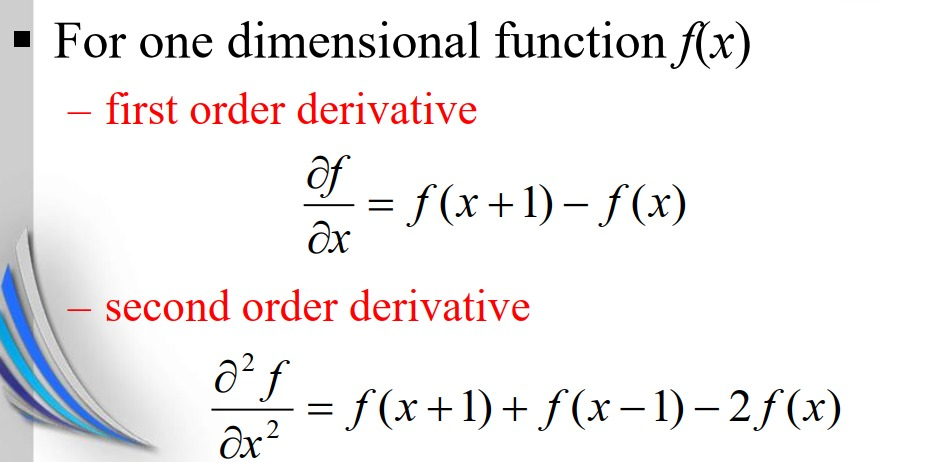 ▪ For one dimensional function f(x)
– first order derivative
∂f/∂x = f(x+1) – f(x)
– second order derivative
∂²f/∂x² = f(x+1) + f(x–1) – 2f(x)